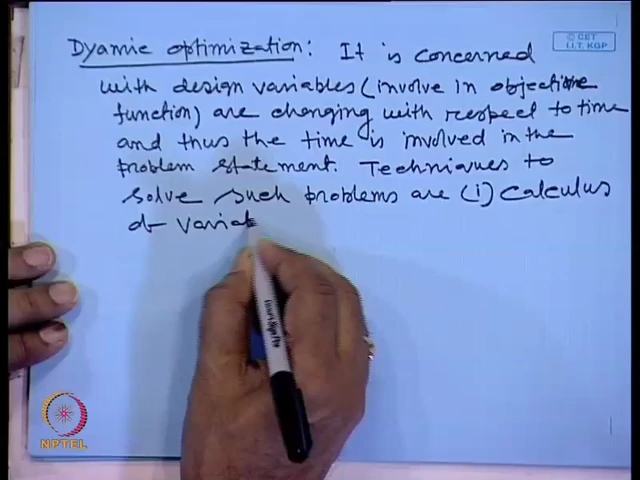 © CET
I.I.T. KGP
Dyamic optimization: It is concerned
with design variables (involve in objective
function) are changing with respect to time
and thus the time is involved in the
problem statement. Techniques to
solve such problems are (i) Calculus
of Variat
NPTEL